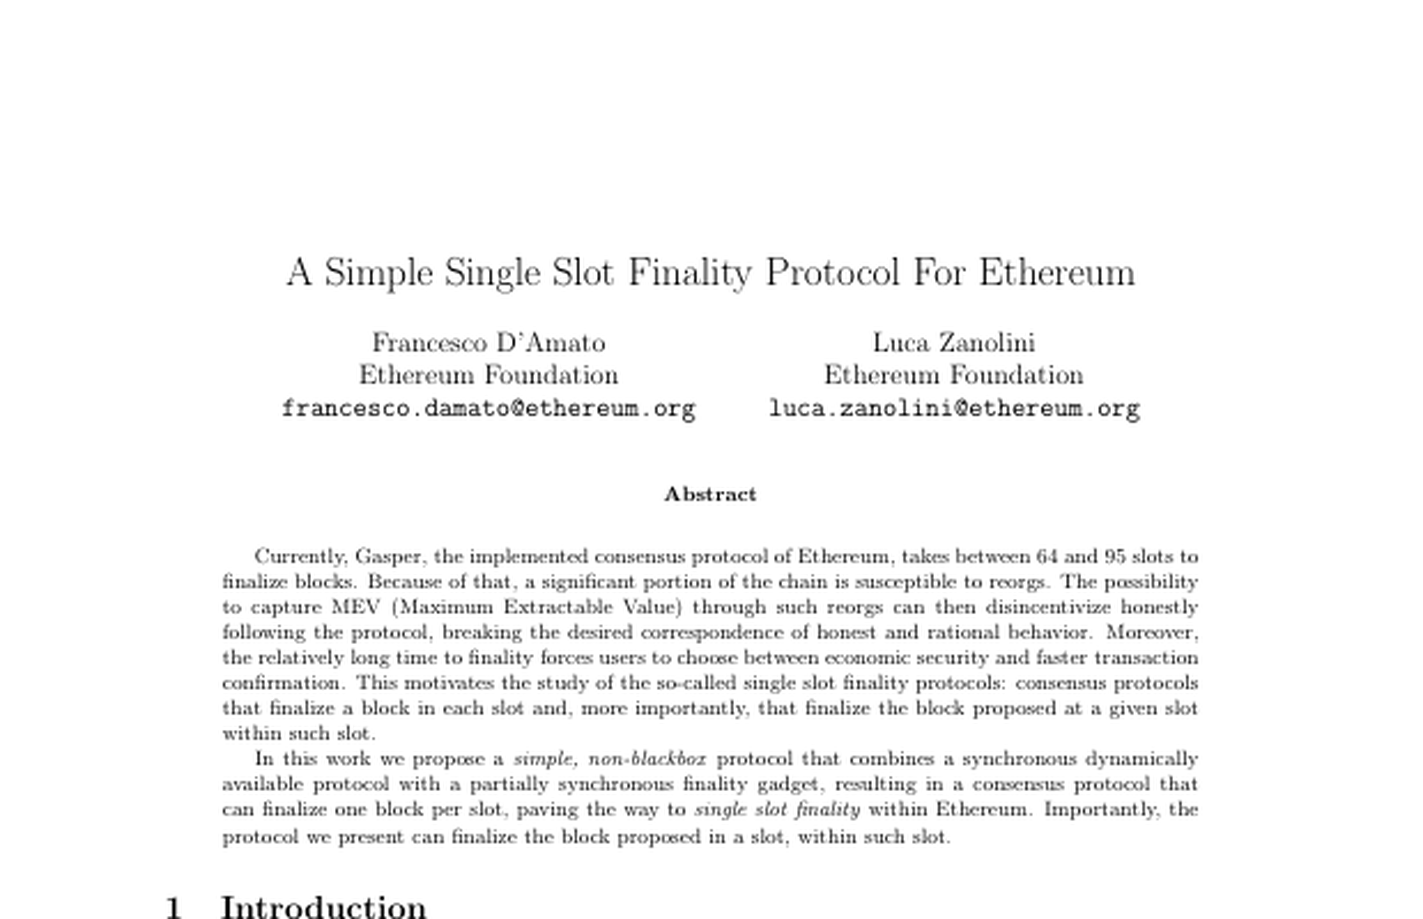 A Simple Single Slot Finality Protocol For Ethereum
Francesco D'Amato
Ethereum Foundation
francesco.damato@ethereum.org
Luca Zanolini
Ethereum Foundation
luca.zanolini@ethereum.org
Abstract
Currently, Gasper, the implemented consensus protocol of Ethereum, takes between 64 and 95 slots to
finalize blocks. Because of that, a significant portion of the chain is susceptible to reorgs. The possibility
to capture MEV (Maximum Extractable Value) through such reorgs can then disincentivize honestly
following the protocol, breaking the desired correspondence of honest and rational behavior. Moreover,
the relatively long time to finality forces users to choose between economic security and faster transaction
confirmation. This motivates the study of the so-called single slot finality protocols: consensus protocols
that finalize a block in each slot and, more importantly, that finalize the block proposed at a given slot
within such slot.
In this work we propose a simple, non-blackbox protocol that combines a synchronous dynamically
available protocol with a partially synchronous finality gadget, resulting in a consensus protocol that
can finalize one block per slot, paving the way to single slot finality within Ethereum. Importantly, the
protocol we present can finalize the block proposed in a slot, within such slot.
1 Introduction